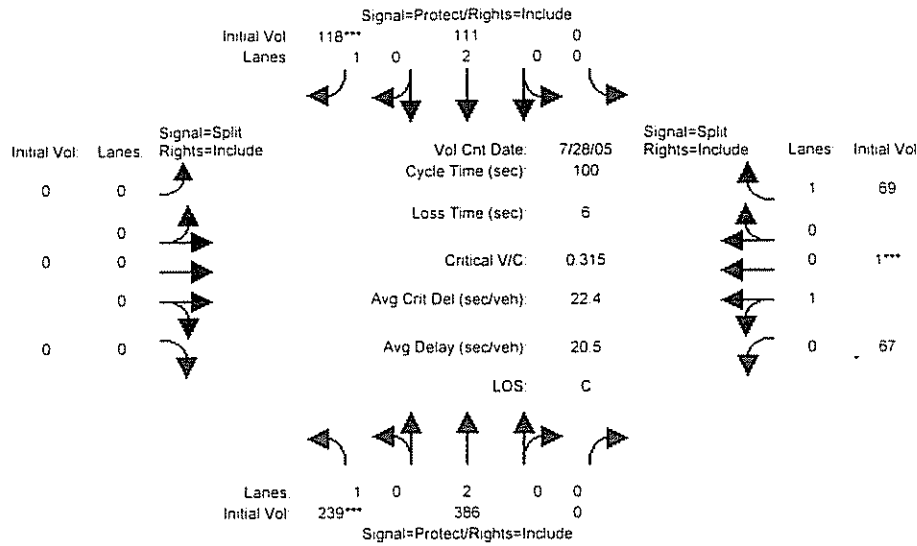 Signal=Protect/Rights=Include
Initial Vol 118*** 111 0
Lanes 1 0 2 0 0
Signal=Split
Rights=Include
Initial Vol: Lanes:
0 0
0
0 0
0
0 0
Vol Cnt Date: 7/28/05
Cycle Time (sec): 100
Loss Time (sec): 6
Critical V/C: 0.315
Avg Crit Del (sec/veh): 22.4
Avg Delay (sec/veh): 20.5
LOS: C
Signal=Split
Rights=Include
Lanes: Initial Vol
1 69
0
0 1***
1
0 67
Lanes: 1 0 2 0 0
Initial Vol: 239*** 386 0
Signal=Protect/Rights=Include